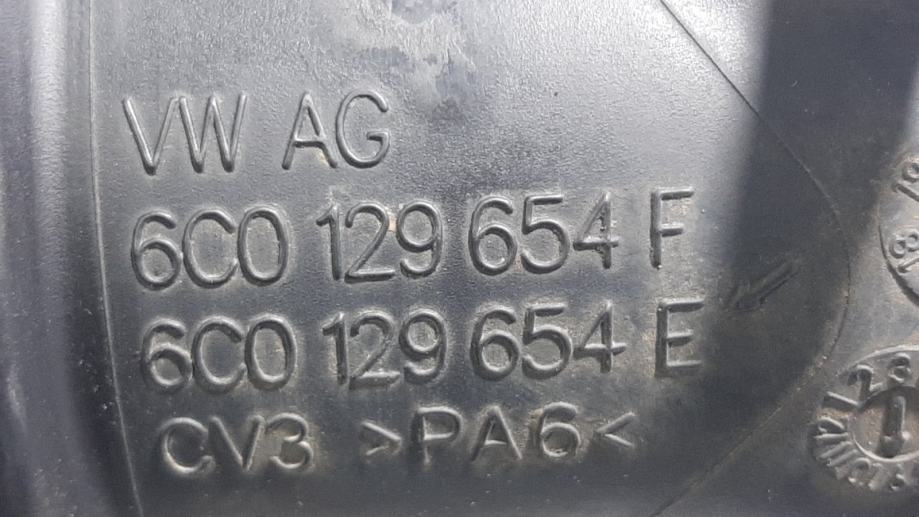 VW AG
6C0 129 654 F
6C0 129 654 E
CV3 >PA6<